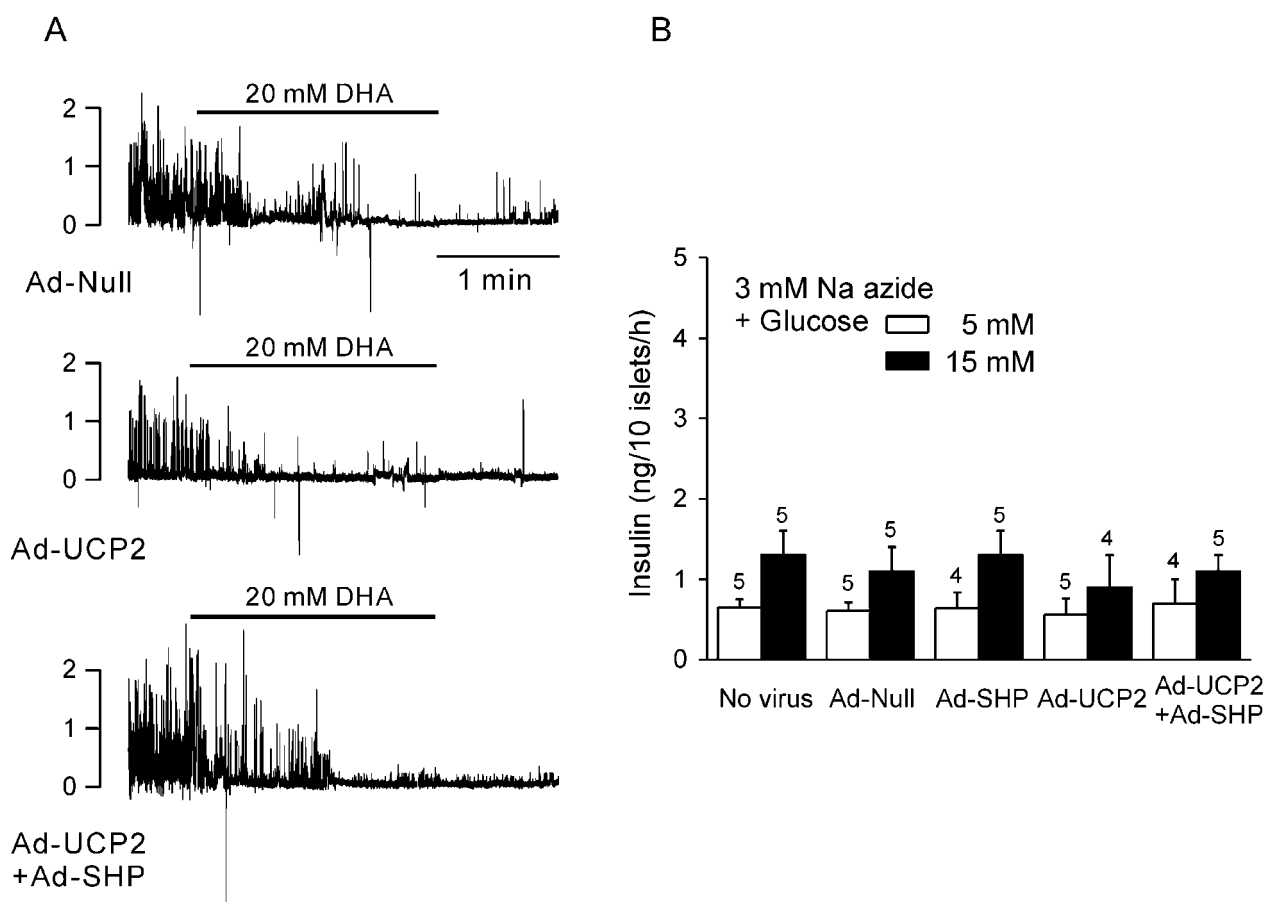 A
20 mM DHA
2
1
0
Ad-Null
1 min
20 mM DHA
2
1
0
Ad-UCP2
20 mM DHA
2
1
0
Ad-UCP2
+Ad-SHP
B
Insulin (ng/10 islets/h)
5
4
3
2
1
0
3 mM Na azide
+ Glucose
5 mM
15 mM
5
5
5
5
4
5
5
4
4
5
No virus
Ad-Null
Ad-SHP
Ad-UCP2
Ad-UCP2
+Ad-SHP